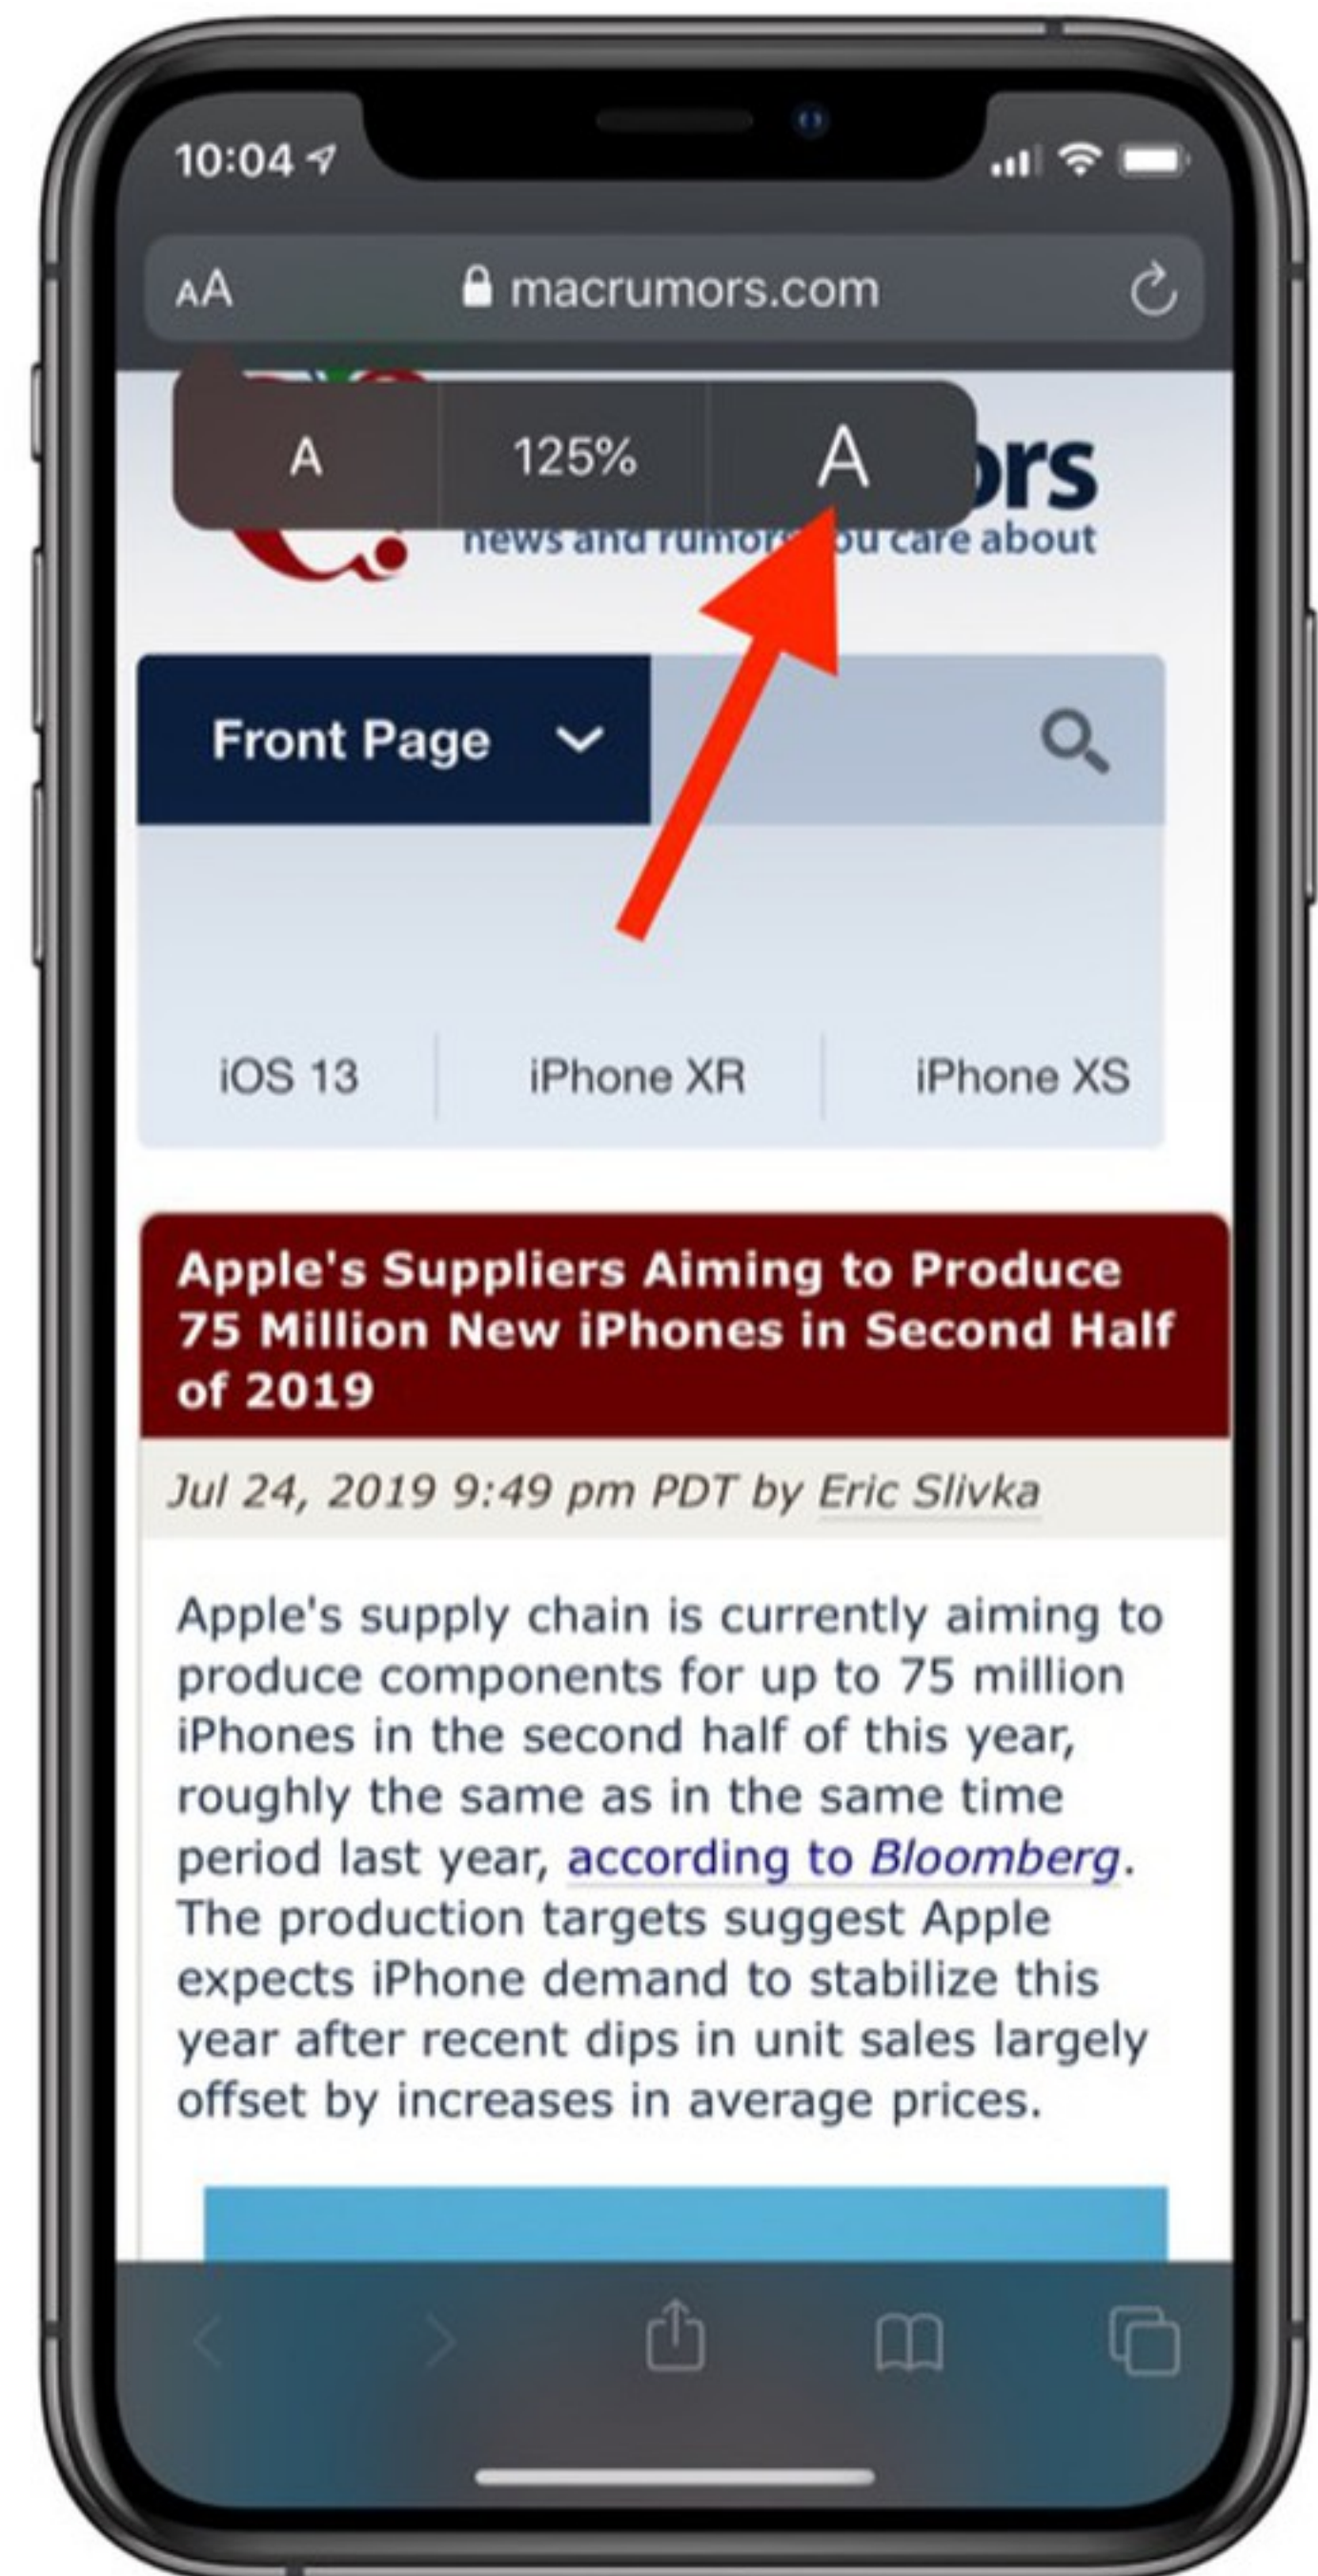 10:04
AA macrumors.com
A 125% A
ors
news and rumors you care about
Front Page
iOS 13 iPhone XR iPhone XS
Apple's Suppliers Aiming to Produce
75 Million New iPhones in Second Half
of 2019
Jul 24, 2019 9:49 pm PDT by Eric Slivka
Apple's supply chain is currently aiming to
produce components for up to 75 million
iPhones in the second half of this year,
roughly the same as in the same time
period last year, according to Bloomberg.
The production targets suggest Apple
expects iPhone demand to stabilize this
year after recent dips in unit sales largely
offset by increases in average prices.